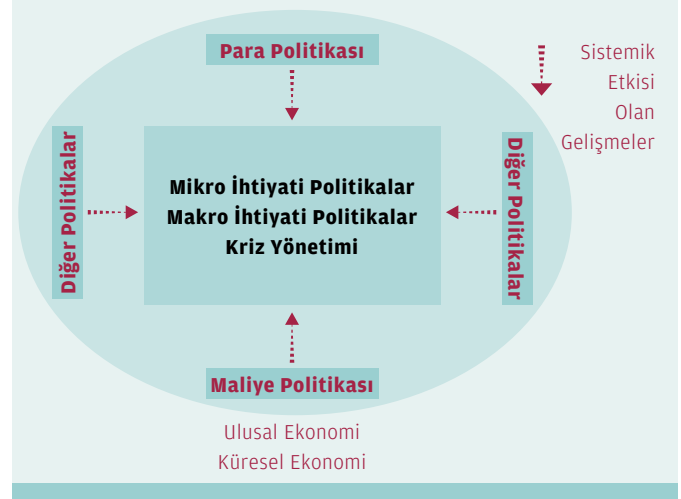 Para Politikası
Sistemik
Etkisi
Olan
Gelişmeler
Diğer Politikalar
Mikro İhtiyati Politikalar
Makro İhtiyati Politikalar
Kriz Yönetimi
Diğer Politikalar
Maliye Politikası
Ulusal Ekonomi
Küresel Ekonomi